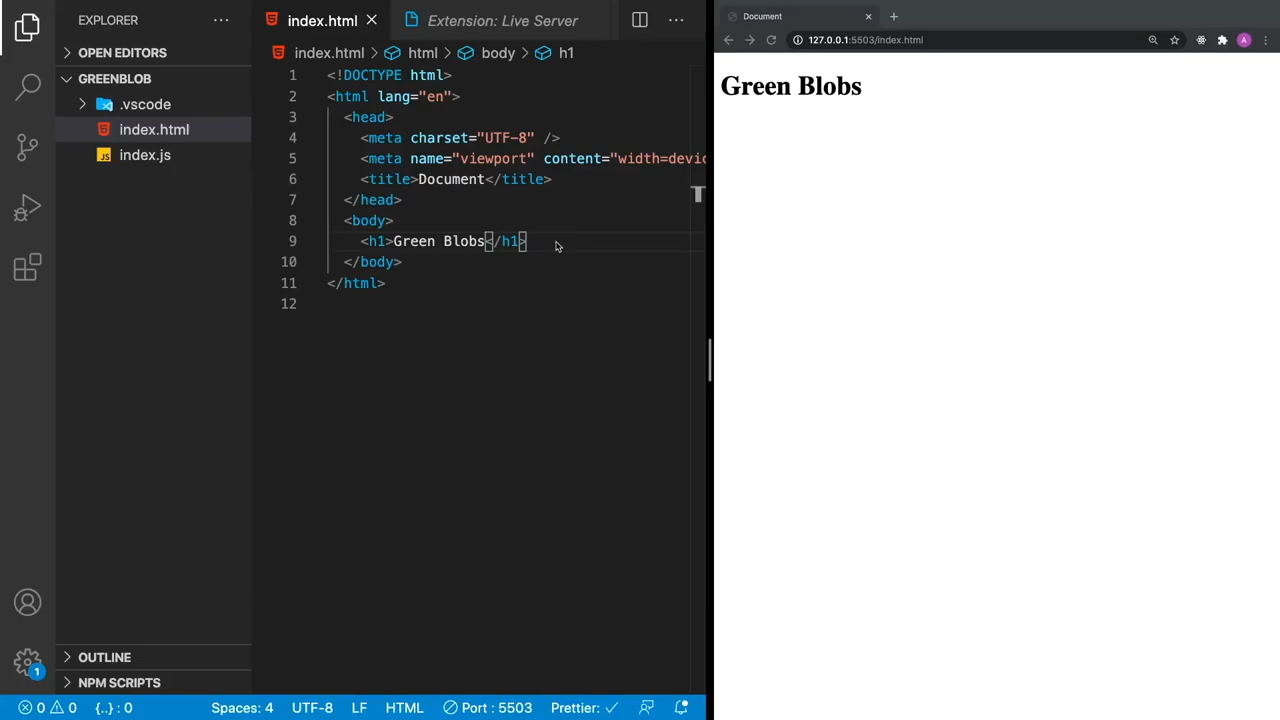 EXPLORER
OPEN EDITORS
GREENBLOB
.vscode
index.html
JS index.js
OUTLINE
NPM SCRIPTS
1
index.html
Extension: Live Server
index.html > html > body > h1
1 <!DOCTYPE html>
2 <html lang="en">
3 <head>
4 <meta charset="UTF-8" />
5 <meta name="viewport" content="width=devic
6 <title>Document</title>
7 </head>
8 <body>
9 <h1>Green Blobs</h1>
10 </body>
11 </html>
12
0 0 {..} : 0 Spaces: 4 UTF-8 LF HTML Port : 5503 Prettier: ✓
Document
127.0.0.1:5503/index.html
A
Green Blobs